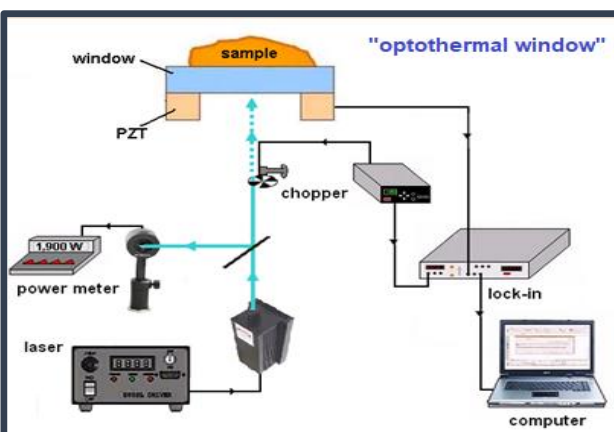 "optothermal window"
sample
window
PZT
chopper
1.900 W
power meter
lock-in
laser
computer